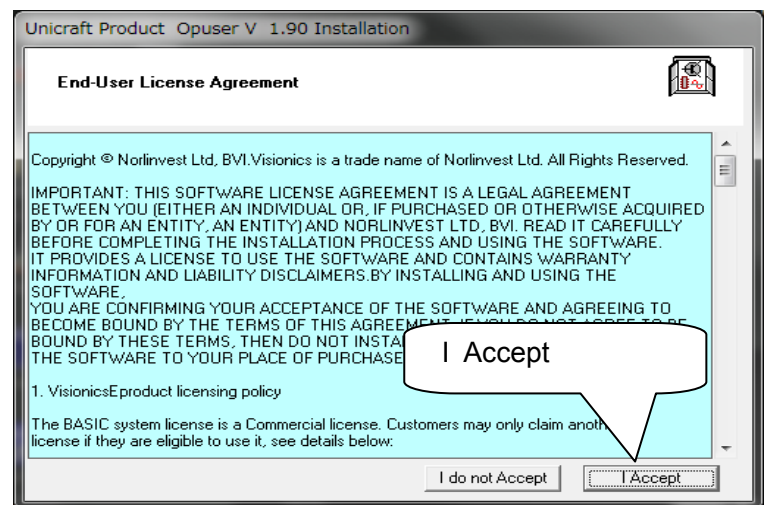 Unicraft Product Opuser V 1.90 Installation
End-User License Agreement
Copyright © Norlinvest Ltd, BVI.Visionics is a trade name of Norlinvest Ltd. All Rights Reserved.
IMPORTANT: THIS SOFTWARE LICENSE AGREEMENT IS A LEGAL AGREEMENT
BETWEEN YOU (EITHER AN INDIVIDUAL OR, IF PURCHASED OR OTHERWISE ACQUIRED
BY OR FOR AN ENTITY, AN ENTITY) AND NORLINVEST LTD, BVI. READ IT CAREFULLY
BEFORE COMPLETING THE INSTALLATION PROCESS AND USING THE SOFTWARE.
IT PROVIDES A LICENSE TO USE THE SOFTWARE AND CONTAINS WARRANTY
INFORMATION AND LIABILITY DISCLAIMERS.BY INSTALLING AND USING THE
SOFTWARE,
YOU ARE CONFIRMING YOUR ACCEPTANCE OF THE SOFTWARE AND AGREEING TO
BECOME BOUND BY THE TERMS OF THIS AGREEMENT. IF YOU DO NOT AGREE TO BE
BOUND BY THESE TERMS, THEN DO NOT
THE SOFTWARE TO YOUR PLACE OF
I Accept
1. VisionicsEproduct licensing policy
The BASIC system license is a Commercial license. Customers may only claim
license if they are eligible to use it, see details below:
I do not Accept
I Accept